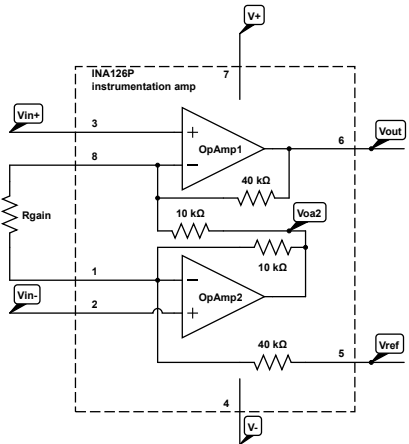 V+
INA126P
instrumentation amp
7
Vin+
3
+
OpAmp1
6
Vout
8
−
40 kΩ
Rgain
10 kΩ
Voa2
10 kΩ
1
−
Vin-
2
OpAmp2
+
40 kΩ
5
Vref
4
V-